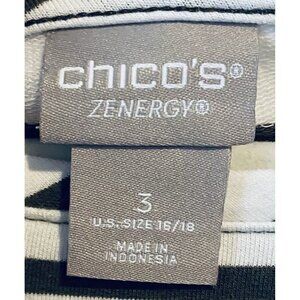 chico's®
ZENERGY®
3
U.S. SIZE 16/18
MADE IN
INDONESIA